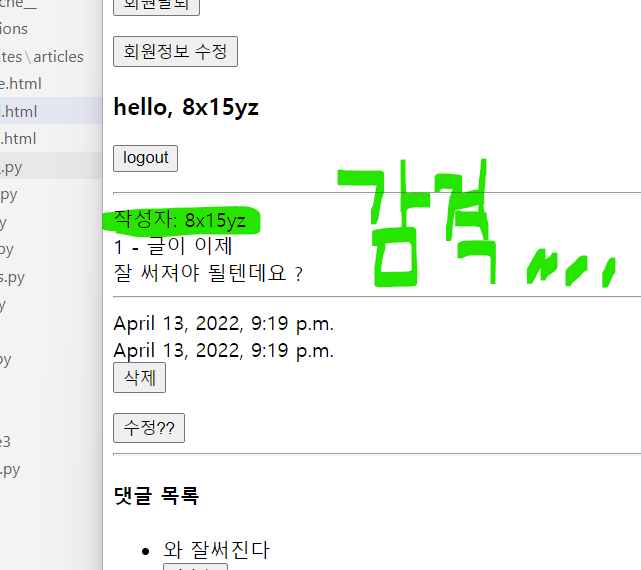 che__
ions
ates \ articles
e.html
l.html
.html
.py
py
y
py
s.py
y
py
e3
.py
회원탈퇴
회원정보 수정
hello, 8x15yz
logout
작성자: 8x15yz
감격...
1 - 글이 이제
잘 써져야 될텐데요 ?
April 13, 2022, 9:19 p.m.
April 13, 2022, 9:19 p.m.
삭제
수정??
댓글 목록
• 와 잘써진다